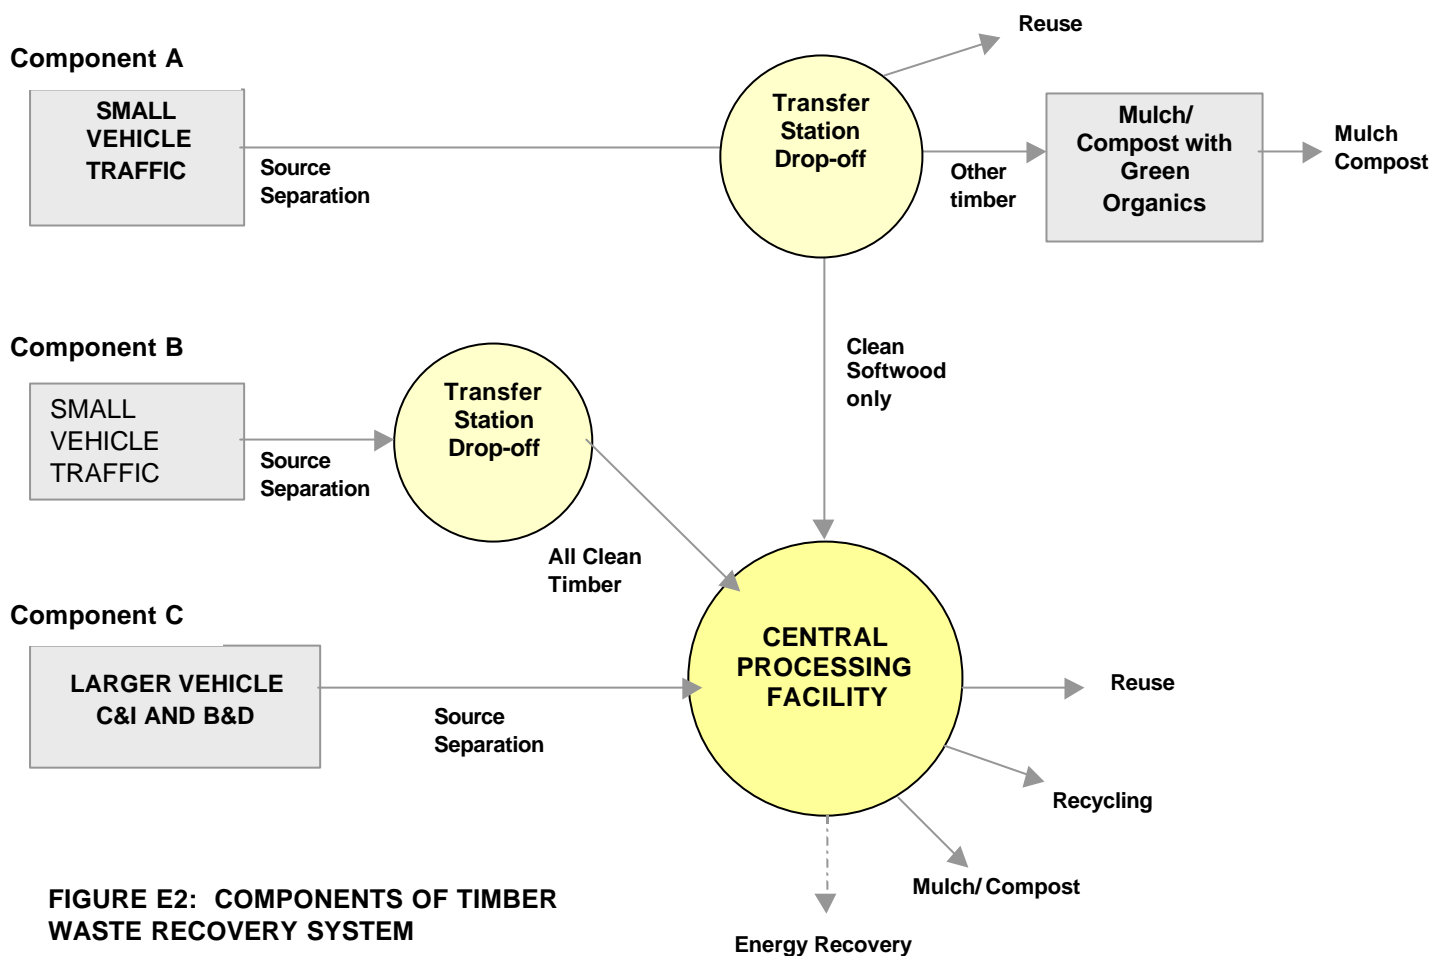 Reuse
Component A
SMALL
VEHICLE
TRAFFIC
Source
Separation
Transfer
Station
Drop-off
Other
timber
Mulch/
Compost with
Green
Organics
Mulch
Compost
Clean
Softwood
only
Component B
SMALL
VEHICLE
TRAFFIC
Source
Separation
Transfer
Station
Drop-off
All Clean
Timber
Component C
LARGER VEHICLE
C&I AND B&D
Source
Separation
CENTRAL
PROCESSING
FACILITY
Reuse
Recycling
Mulch/ Compost
Energy Recovery
FIGURE E2: COMPONENTS OF TIMBER
WASTE RECOVERY SYSTEM